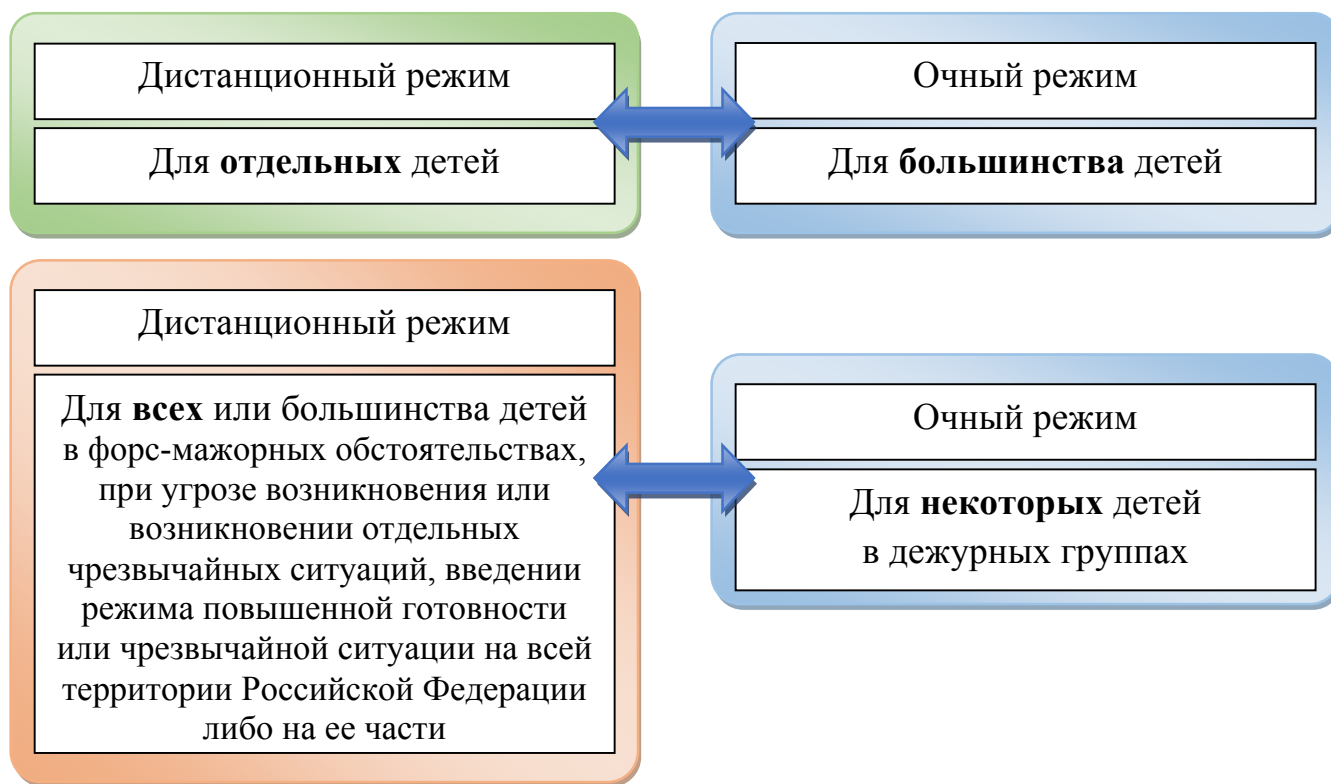 Дистанционный режим
Для отдельных детей
Очный режим
Для большинства детей
Дистанционный режим
Для всех или большинства детей
в форс-мажорных обстоятельствах,
при угрозе возникновения или
возникновении отдельных
чрезвычайных ситуаций, введении
режима повышенной готовности
или чрезвычайной ситуации на всей
территории Российской Федерации
либо на ее части
Очный режим
Для некоторых детей
в дежурных группах